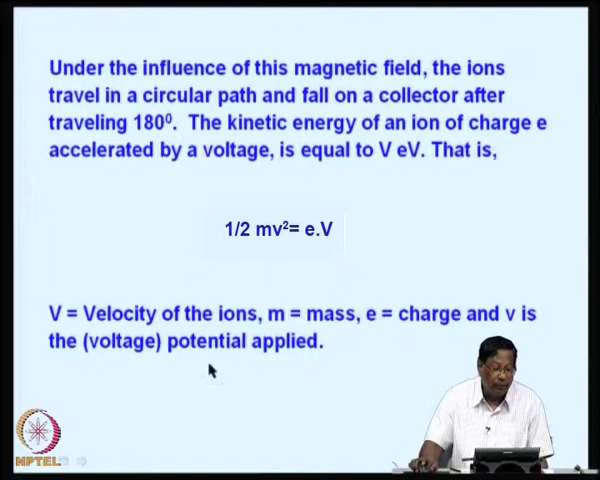 Under the influence of this magnetic field, the ions
travel in a circular path and fall on a collector after
traveling 180⁰. The kinetic energy of an ion of charge e
accelerated by a voltage, is equal to V eV. That is,
1/2 mv²= e.V
V = Velocity of the ions, m = mass, e = charge and v is
the (voltage) potential applied.
NPTEL